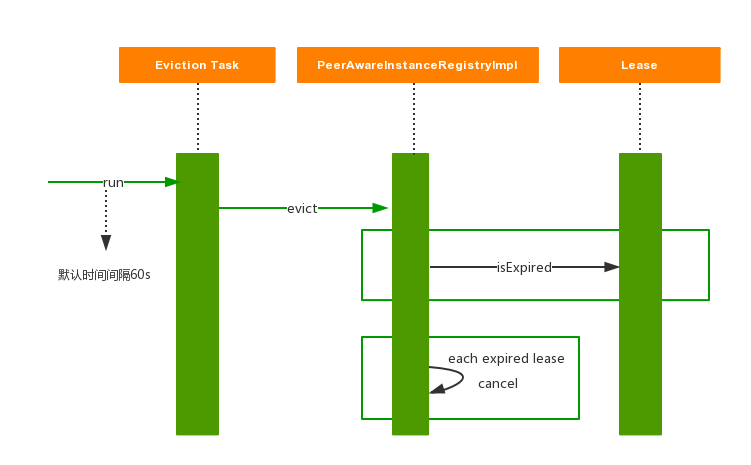 Eviction Task
PeerAwareInstanceRegistryImpl
Lease
run
evict
isExpired
默认时间间隔60s
each expired lease
cancel